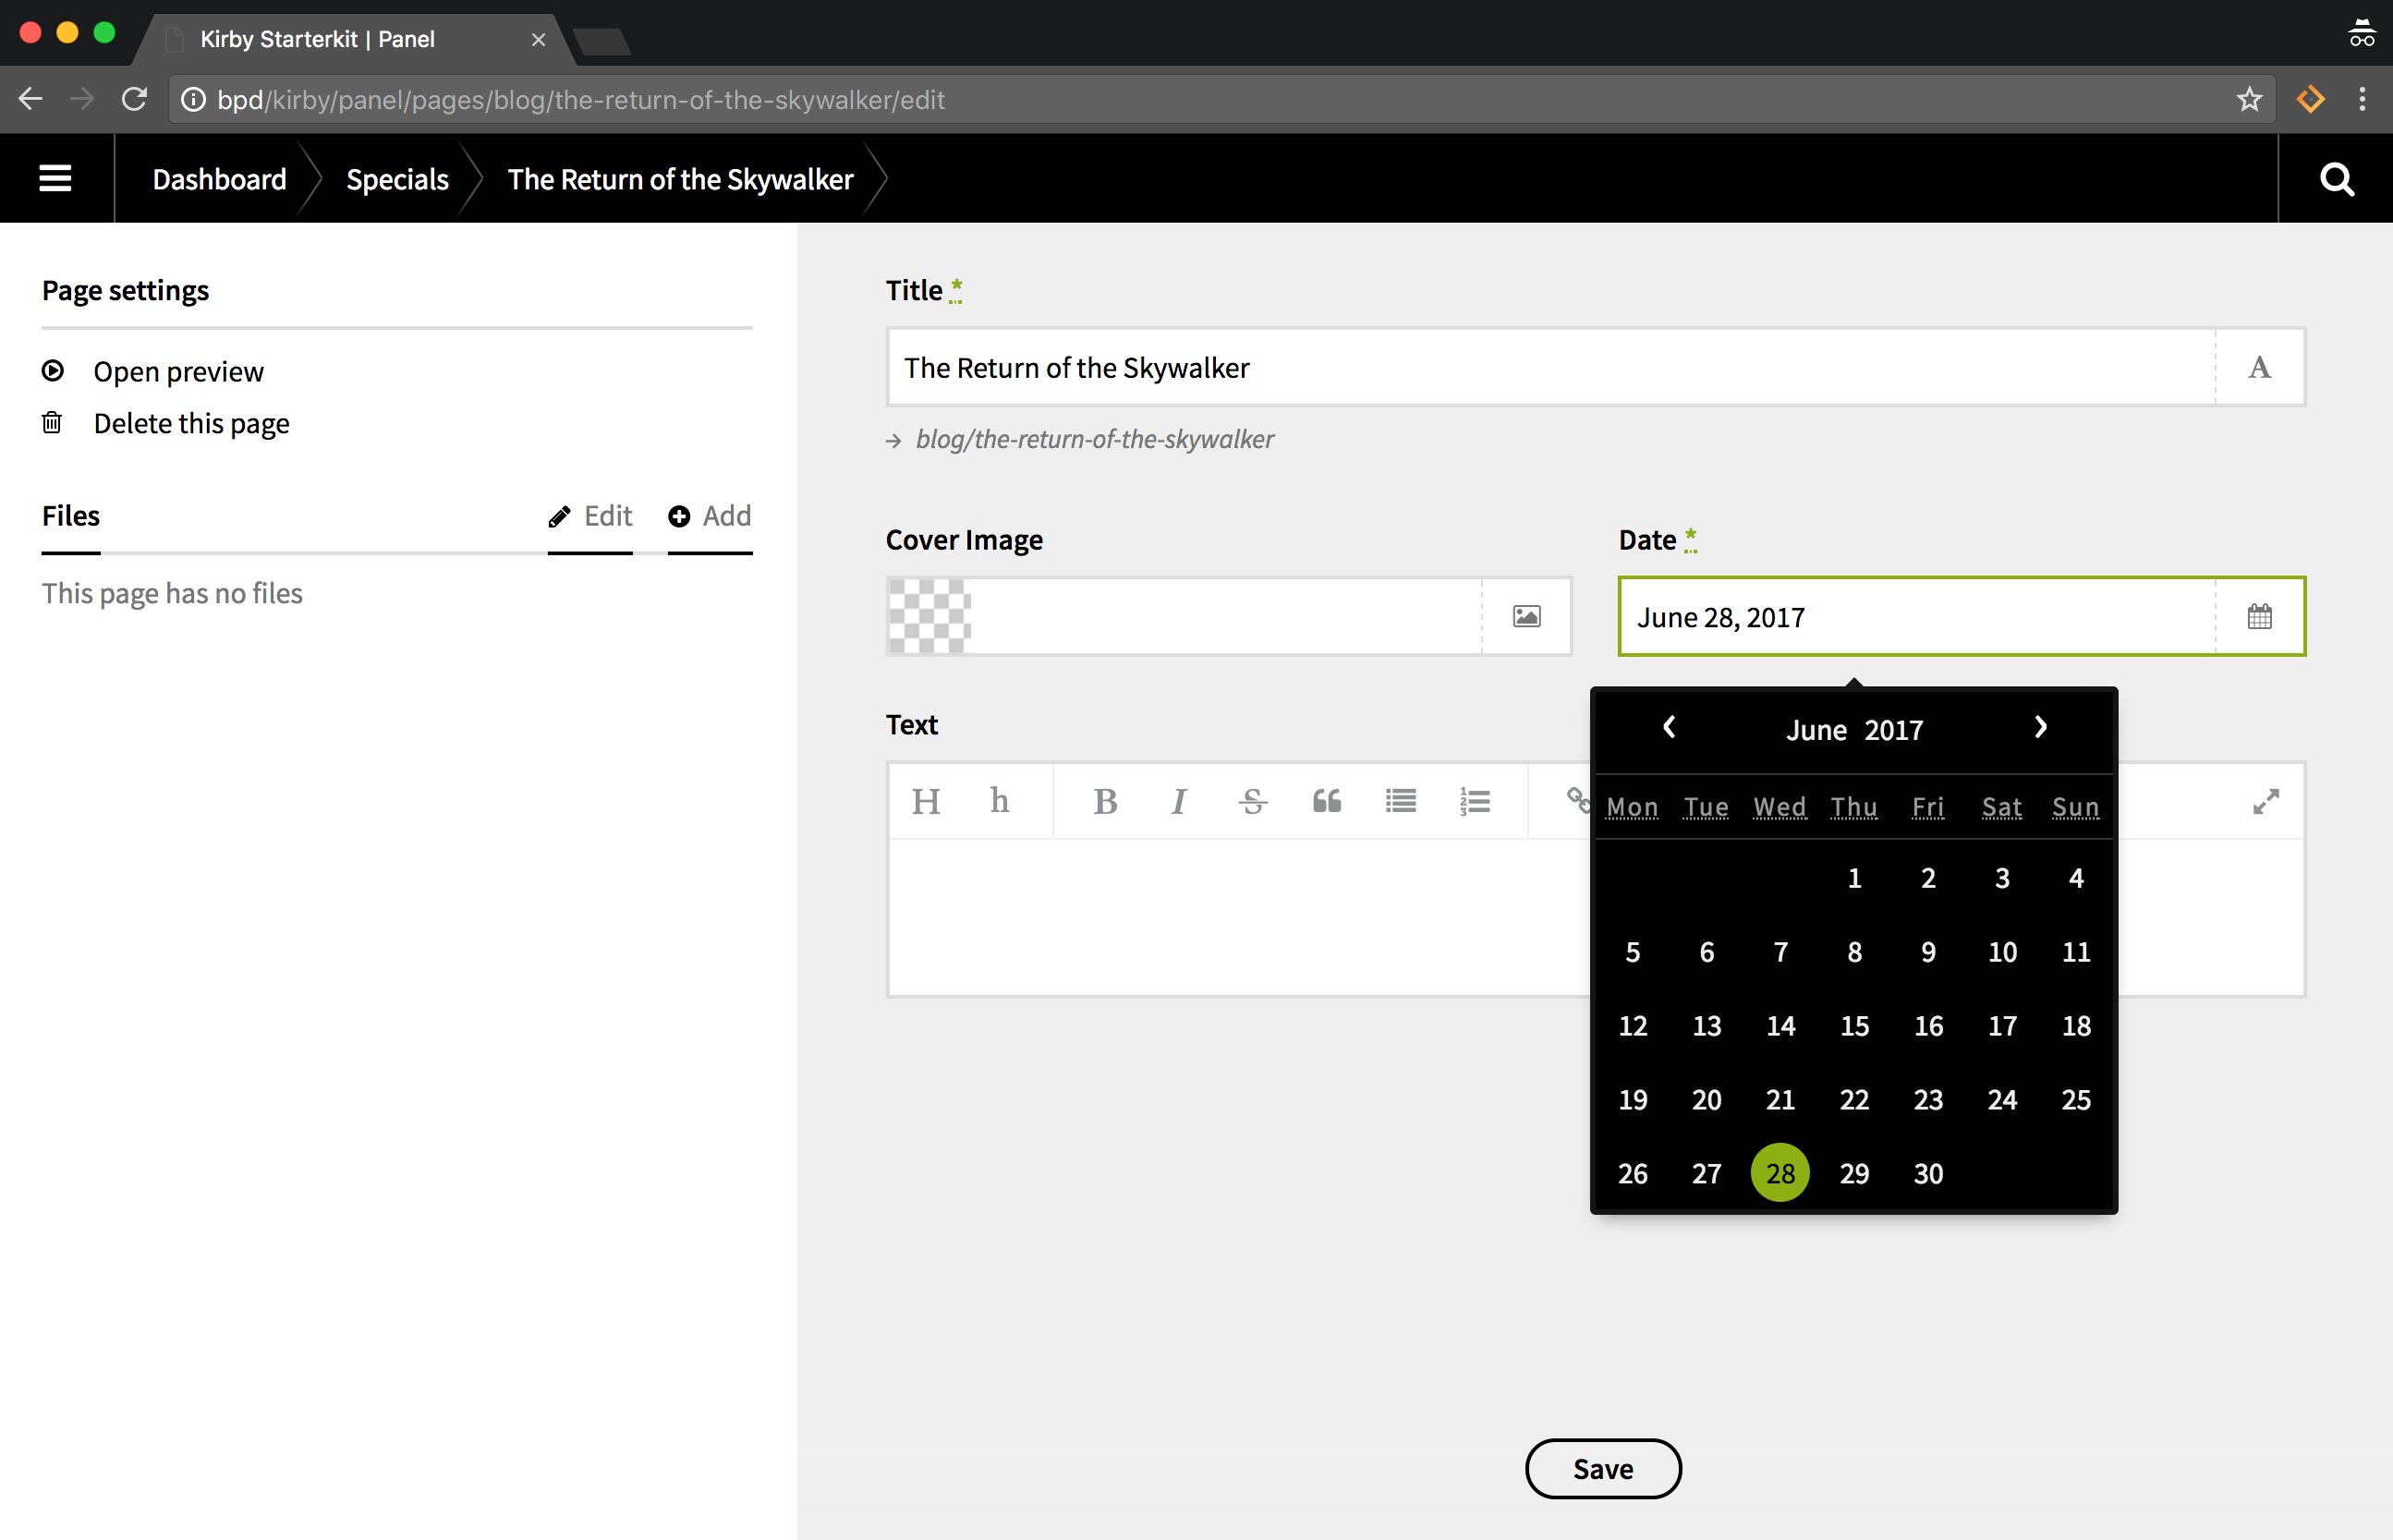 Kirby Starterkit | Panel
bpd/kirby/panel/pages/blog/the-return-of-the-skywalker/edit
Dashboard Specials The Return of the Skywalker
Page settings
Open preview
Delete this page
Files Edit Add
This page has no files
Title *
The Return of the Skywalker A
→ blog/the-return-of-the-skywalker
Cover Image
Date *
June 28, 2017
Text
H h B I S
June 2017
Mon Tue Wed Thu Fri Sat Sun
1 2 3 4
5 6 7 8 9 10 11
12 13 14 15 16 17 18
19 20 21 22 23 24 25
26 27 28 29 30
Save